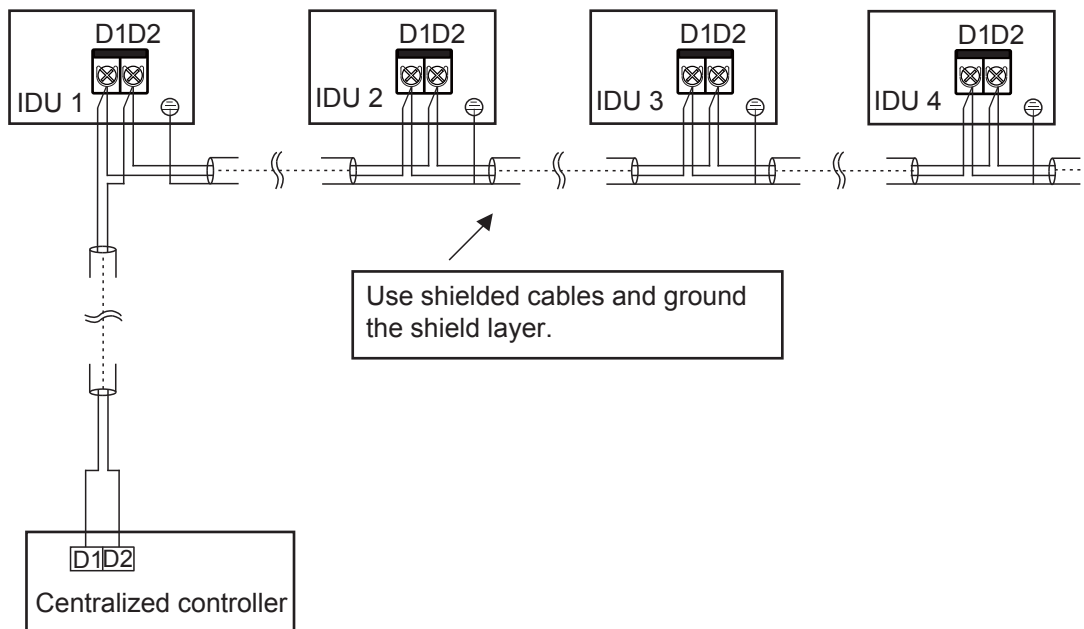 D1D2
IDU 1
D1D2
IDU 2
D1D2
IDU 3
D1D2
IDU 4
Use shielded cables and ground
the shield layer.
D1D2
Centralized controller